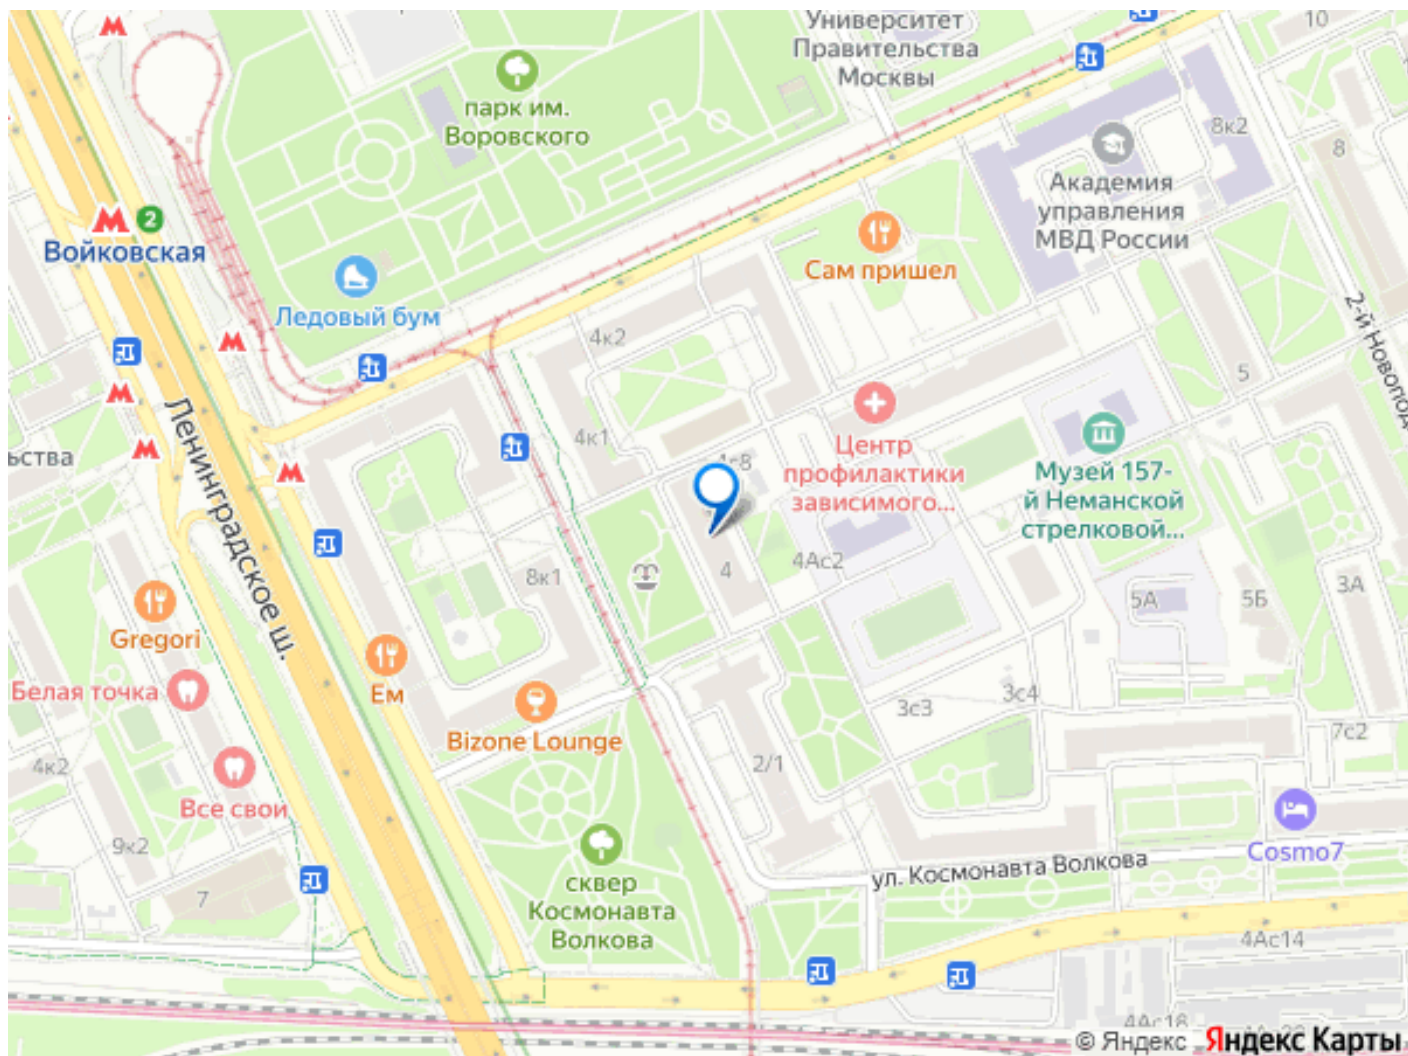 Университет
Правительства
Москвы
10
парк им.
Воровского
8к2
8
Академия
управления
МВД России
2
Войковская
Сам пришел
Ледовый бум
4к2
2-й Новопод
5
Ленинградское ш.
4к1
Центр
профилактики
зависимого...
Музей 157-
й Неманской
стрелковой...
ьства
8к1
4
4Ас2
5А
5Б
3А
Gregori
Ем
Белая точка
3с4
3с3
Bizone Lounge
7с2
2/1
4к2
Все свои
9к2
Cosmo7
ул. Космонавта Волкова
7
сквер
Космонавта
Волкова
4Ас14
4Ас16
© Яндекс Яндекс Карты